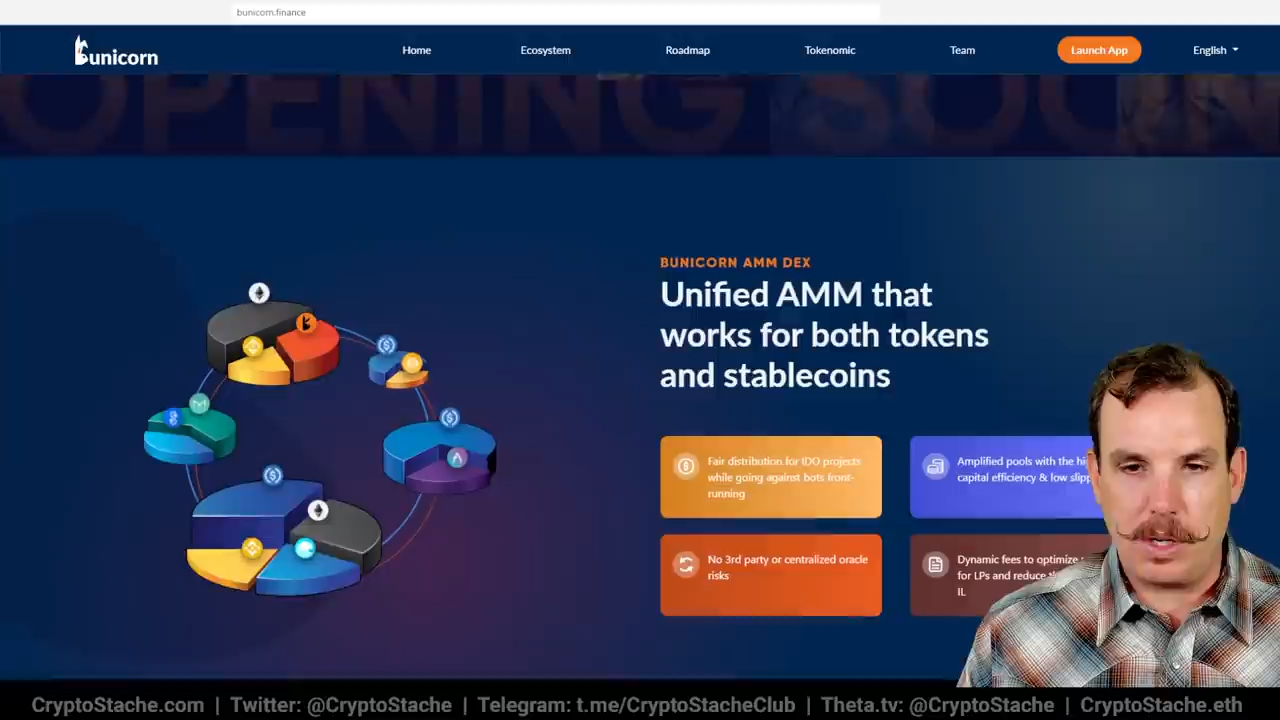 bunicorn.finance
Bunicorn
Home
Ecosystem
Roadmap
Tokenomic
Team
Launch App
English
OPENING SOON
BUNICORN AMM DEX
Unified AMM that
works for both tokens
and stablecoins
Fair distribution for IDO projects
while going against bots front-
running
Amplified pools with the
capital efficiency & low
No 3rd party or centralized oracle
risks
Dynamic fees to optimize
for LPs and reduce
IL
CryptoStache.com | Twitter: @CryptoStache | Telegram: t.me/CryptoStacheClub | Theta.tv: @CryptoStache | CryptoStache.eth